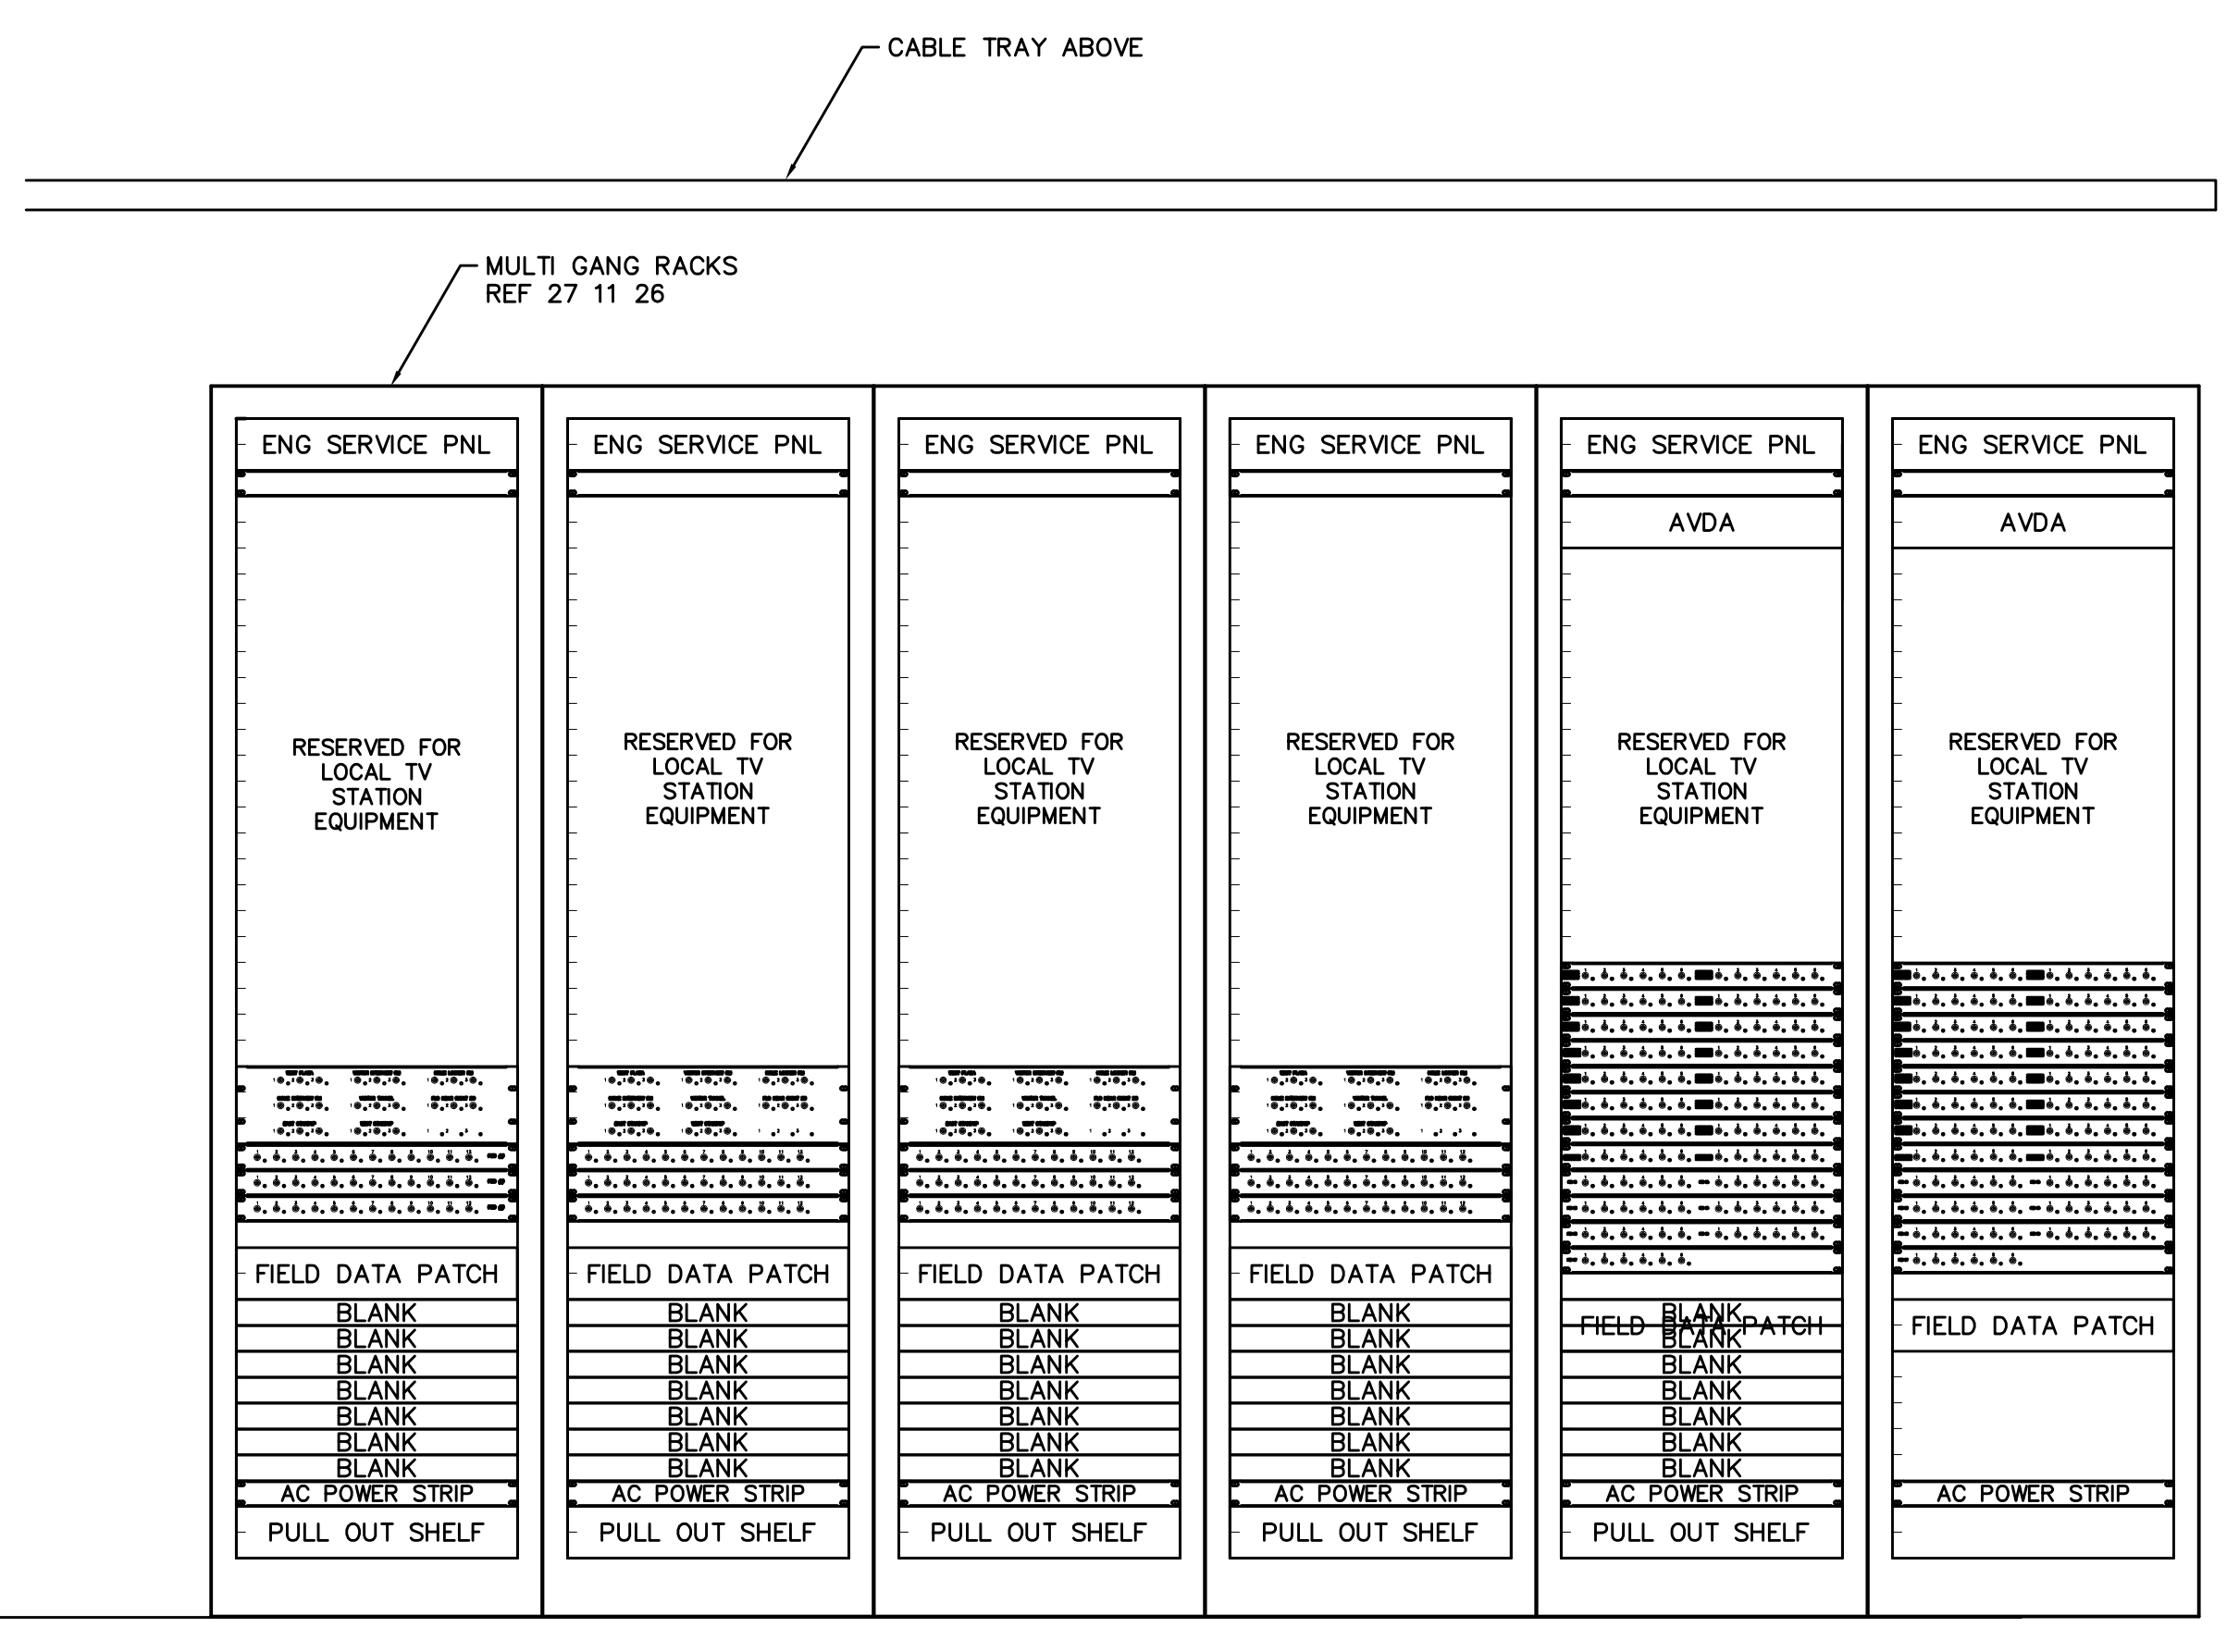 CABLE TRAY ABOVE
MULTI GANG RACKS
REF 27 11 26
ENG SERVICE PNL
RESERVED FOR
LOCAL TV
STATION
EQUIPMENT
FIELD DATA PATCH
BLANK
BLANK
BLANK
BLANK
BLANK
BLANK
BLANK
AC POWER STRIP
PULL OUT SHELF
ENG SERVICE PNL
RESERVED FOR
LOCAL TV
STATION
EQUIPMENT
FIELD DATA PATCH
BLANK
BLANK
BLANK
BLANK
BLANK
BLANK
BLANK
AC POWER STRIP
PULL OUT SHELF
ENG SERVICE PNL
RESERVED FOR
LOCAL TV
STATION
EQUIPMENT
FIELD DATA PATCH
BLANK
BLANK
BLANK
BLANK
BLANK
BLANK
BLANK
AC POWER STRIP
PULL OUT SHELF
ENG SERVICE PNL
RESERVED FOR
LOCAL TV
STATION
EQUIPMENT
FIELD DATA PATCH
BLANK
BLANK
BLANK
BLANK
BLANK
BLANK
BLANK
AC POWER STRIP
PULL OUT SHELF
ENG SERVICE PNL
AVDA
RESERVED FOR
LOCAL TV
STATION
EQUIPMENT
BLANK
FIELD DATA PATCH
BLANK
BLANK
BLANK
BLANK
BLANK
BLANK
AC POWER STRIP
PULL OUT SHELF
ENG SERVICE PNL
AVDA
RESERVED FOR
LOCAL TV
STATION
EQUIPMENT
FIELD DATA PATCH
AC POWER STRIP